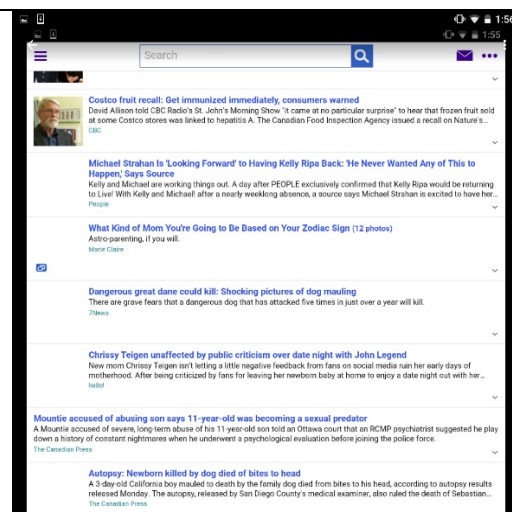 1:56
1:55
Search
Costco fruit recall: Get immunized immediately, consumers warned
David Allison told CBC Radio's St. John's Morning Show "it came at no particular surprise" to hear that frozen fruit sold
at some Costco stores was linked to hepatitis A. The Canadian Food Inspection Agency issued a recall on Nature's...
CBC
Michael Strahan Is 'Looking Forward' to Having Kelly Ripa Back: 'He Never Wanted Any of This to
Happen,' Says Source
Kelly and Michael are working things out. A day after PEOPLE exclusively confirmed that Kelly Ripa would be returning
to Live! With Kelly and Michael! after a nearly weeklong absence, a source says Michael Strahan is excited to have her...
People
What Kind of Mom You're Going to Be Based on Your Zodiac Sign (12 photos)
Astro-parenting, if you will.
Marie Claire
Dangerous great dane could kill: Shocking pictures of dog mauling
There are grave fears that a dangerous dog that has attacked five times in just over a year will kill.
7News
Chrissy Teigen unaffected by public criticism over date night with John Legend
New mom Chrissy Teigen isn't letting a little negative feedback from fans on social media ruin her early days of
motherhood. After being criticized by fans for leaving her newborn baby at home to enjoy a date night out with her...
hello!
Mountie accused of abusing son says 11-year-old was becoming a sexual predator
A Mountie accused of severe, long-term abuse of his 11-year-old son told an Ottawa court that an RCMP psychiatrist suggested he play
down a history of constant nightmares when he underwent a psychological evaluation before joining the police force.
The Canadian Press
Autopsy: Newborn killed by dog died of bites to head
A 3-day-old California boy mauled to death by the family dog died from bites to his head, according to autopsy results
released Monday. The autopsy, released by San Diego County's medical examiner, also ruled the death of Sebastian...
The Canadian Press